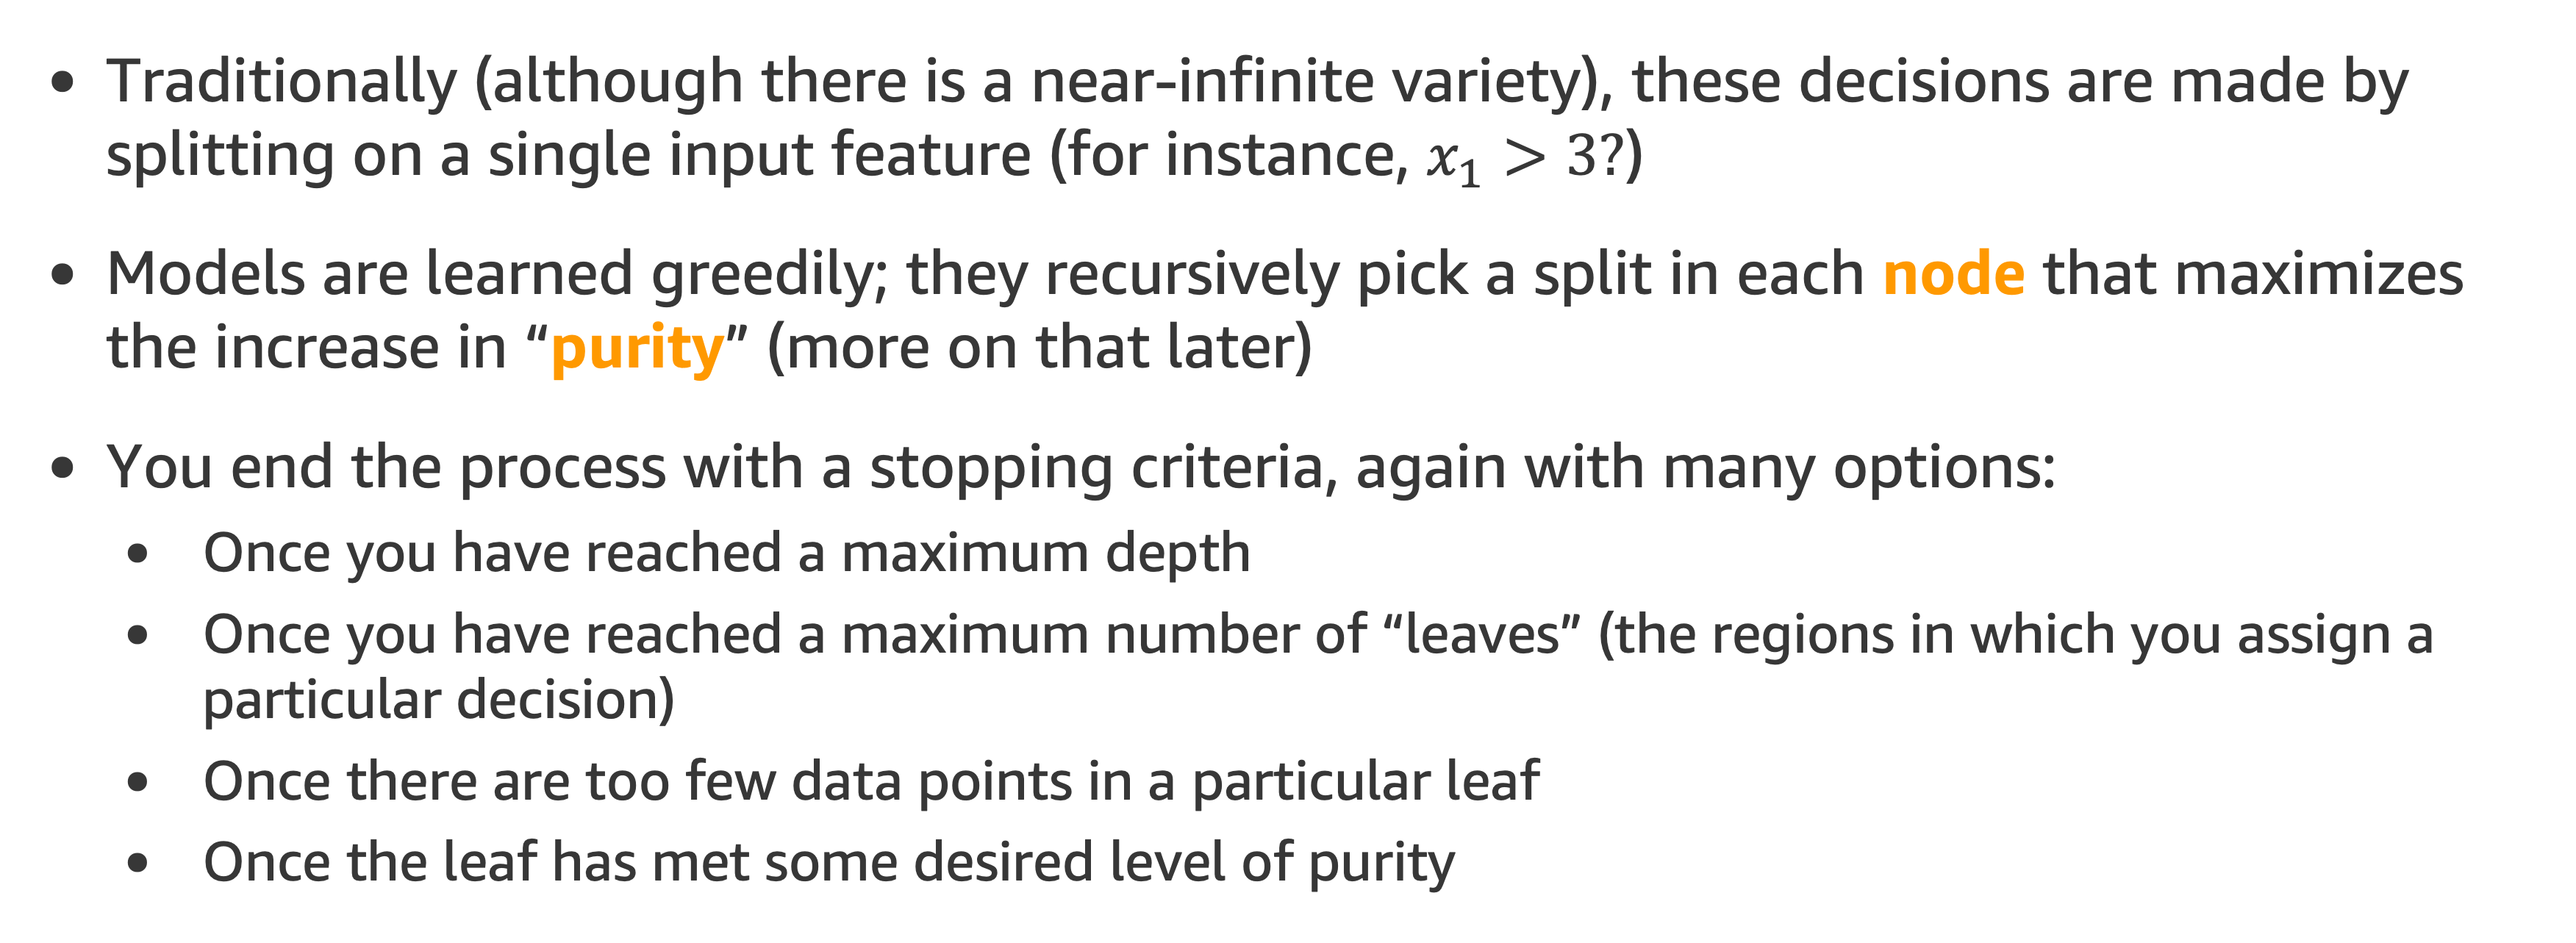 • Traditionally (although there is a near-infinite variety), these decisions are made by
splitting on a single input feature (for instance, x₁ > 3?)
• Models are learned greedily; they recursively pick a split in each node that maximizes
the increase in “purity” (more on that later)
• You end the process with a stopping criteria, again with many options:
• Once you have reached a maximum depth
• Once you have reached a maximum number of “leaves” (the regions in which you assign a
particular decision)
• Once there are too few data points in a particular leaf
• Once the leaf has met some desired level of purity